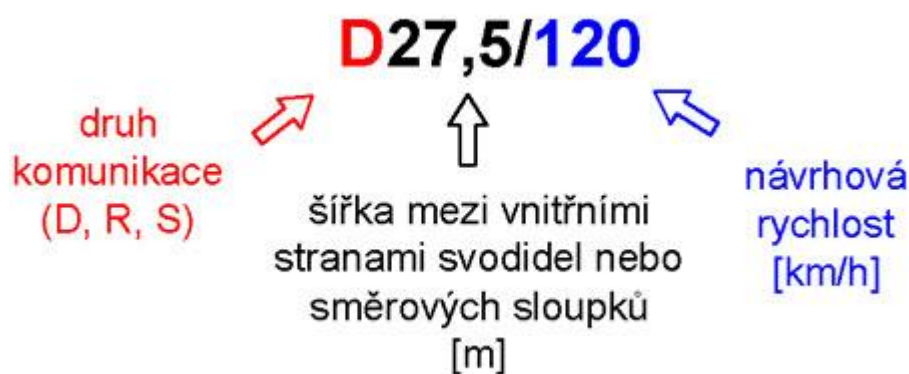 D27,5/120
druh
komunikace
(D, R, S)
šířka mezi vnitřními
stranami svodidel nebo
směrových sloupků
[m]
návrhová
rychlost
[km/h]